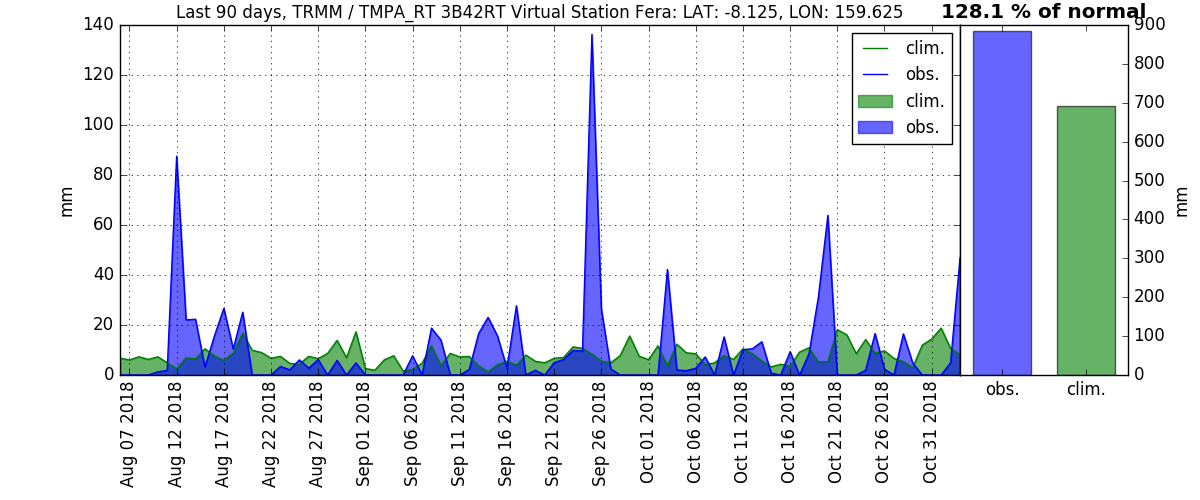 Last 90 days, TRMM / TMPA_RT 3B42RT Virtual Station Fera: LAT: -8.125, LON: 159.625
128.1 % of normal
140
120
100
80
60
40
20
0
mm
clim.
obs.
clim.
obs.
900
800
700
600
500
400
300
200
100
0
mm
Aug 07 2018
Aug 12 2018
Aug 17 2018
Aug 22 2018
Aug 27 2018
Sep 01 2018
Sep 06 2018
Sep 11 2018
Sep 16 2018
Sep 21 2018
Sep 26 2018
Oct 01 2018
Oct 06 2018
Oct 11 2018
Oct 16 2018
Oct 21 2018
Oct 26 2018
Oct 31 2018
obs.
clim.